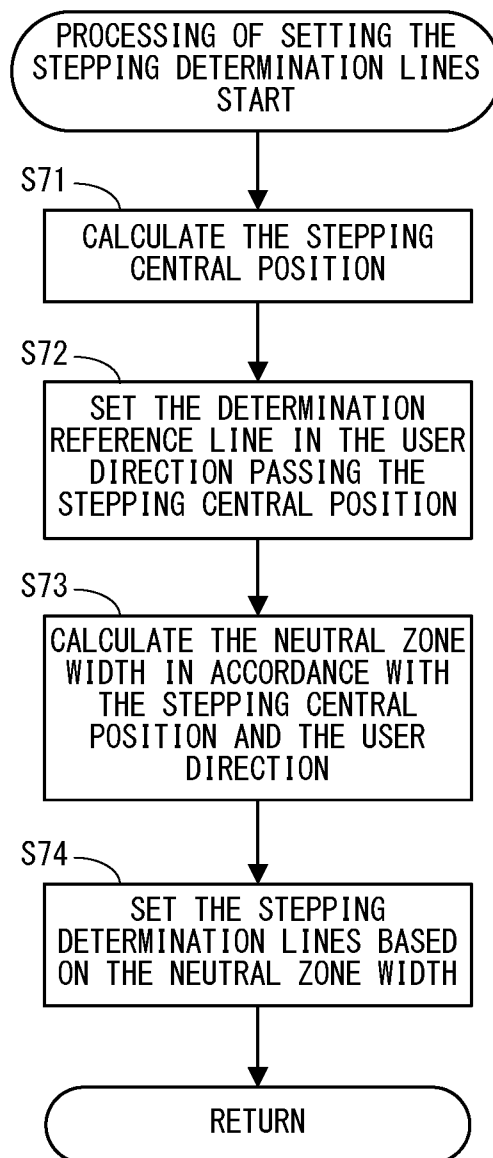 PROCESSING OF SETTING THE
STEPPING DETERMINATION LINES
START
S71
CALCULATE THE STEPPING
CENTRAL POSITION
S72
SET THE DETERMINATION
REFERENCE LINE IN THE USER
DIRECTION PASSING THE
STEPPING CENTRAL POSITION
S73
CALCULATE THE NEUTRAL ZONE
WIDTH IN ACCORDANCE WITH
THE STEPPING CENTRAL
POSITION AND THE USER
DIRECTION
S74
SET THE STEPPING
DETERMINATION LINES BASED
ON THE NEUTRAL ZONE WIDTH
RETURN